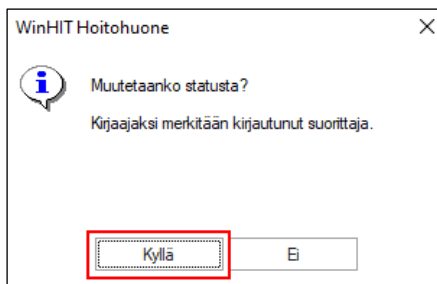 WinHIT Hoitohuone
Muutetaanko statusta?
Kirjaajaksi merkitään kirjautunut suorittaja.
Kyllä
Ei